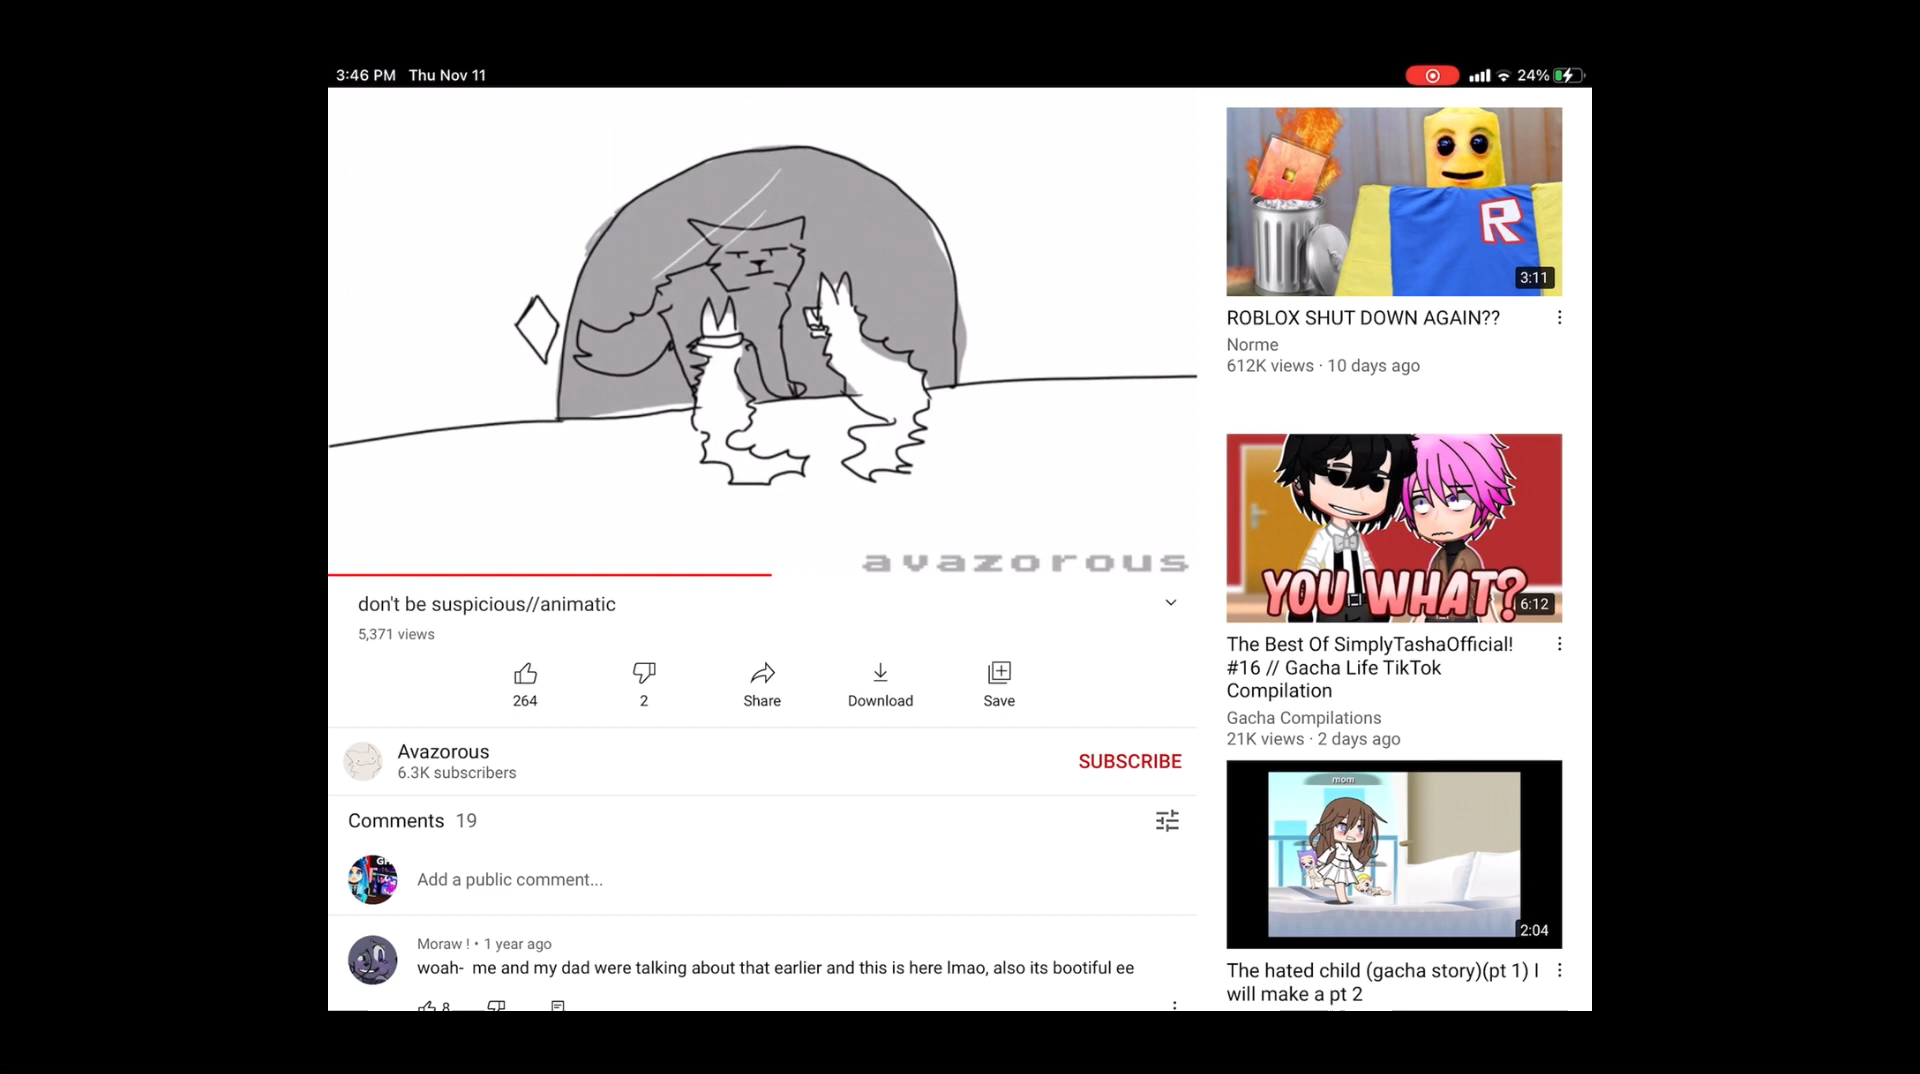 3:46 PM Thu Nov 11
24%
avazorous
don't be suspicious//animatic
5,371 views
264
2
Share
Download
Save
Avazorous
6.3K subscribers
SUBSCRIBE
Comments 19
Add a public comment...
Moraw ! • 1 year ago
woah- me and my dad were talking about that earlier and this is here lmao, also its bootiful ee
8
R
3:11
ROBLOX SHUT DOWN AGAIN??
Norme
612K views · 10 days ago
YOU WHAT?
6:12
The Best Of SimplyTashaOfficial!
#16 // Gacha Life TikTok
Compilation
Gacha Compilations
21K views · 2 days ago
mom
2:04
The hated child (gacha story)(pt 1) I
will make a pt 2